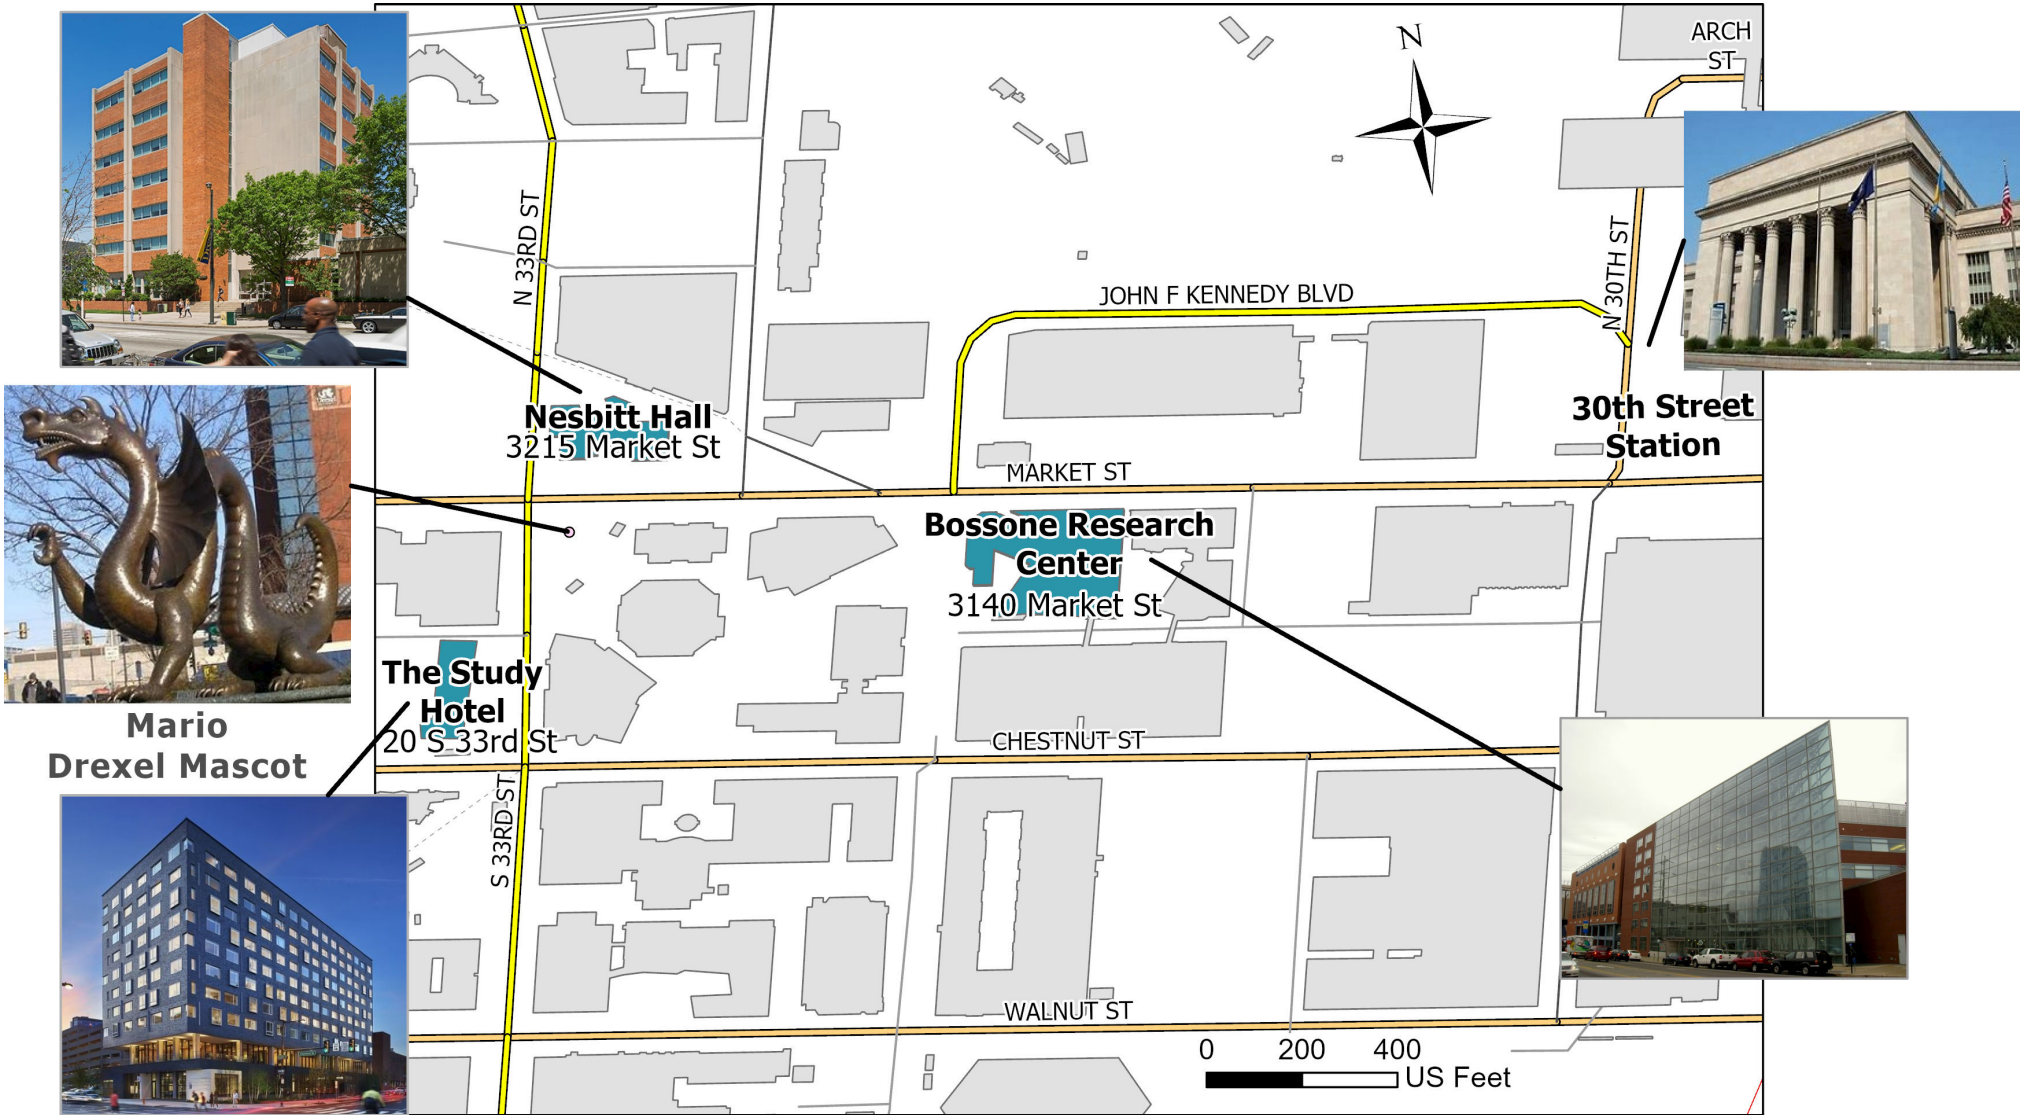 N
ARCH
ST
N 33RD ST
N 30TH ST
JOHN F KENNEDY BLVD
Nesbitt Hall
3215 Market St
30th Street
Station
MARKET ST
Bossone Research
Center
3140 Market St
The Study
Hotel
20 S 33rd St
Mario
Drexel Mascot
CHESTNUT ST
S 33RD ST
WALNUT ST
0 200 400
US Feet